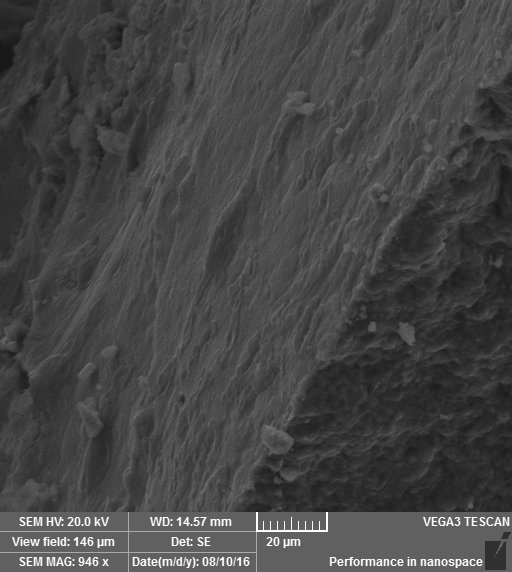 SEM HV: 20.0 kV WD: 14.57 mm VEGA3 TESCAN
View field: 146 µm Det: SE 20 µm
SEM MAG: 946 x Date(m/d/y): 08/10/16 Performance in nanospace